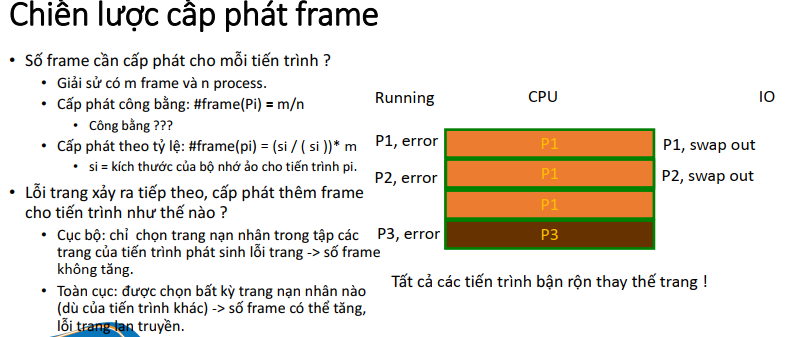 Chiến lược cấp phát frame
• Số frame cần cấp phát cho mỗi tiến trình ?
• Giải sử có m frame và n process.
• Cấp phát công bằng: #frame(Pi) = m/n
• Công bằng ???
• Cấp phát theo tỷ lệ: #frame(pi) = (si / ( si ))* m
• si = kích thước của bộ nhớ ảo cho tiến trình pi.
• Lỗi trang xảy ra tiếp theo, cấp phát thêm frame
cho tiến trình như thế nào ?
• Cục bộ: chỉ chọn trang nạn nhân trong tập các
trang của tiến trình phát sinh lỗi trang -> số frame
không tăng.
• Toàn cục: được chọn bất kỳ trang nạn nhân nào
(dù của tiến trình khác) -> số frame có thể tăng,
lỗi trang lan truyền.
Running CPU IO
P1, error P1 P1, swap out
P2, error P1 P2, swap out
P1
P3, error P3
Tất cả các tiến trình bận rộn thay thế trang !